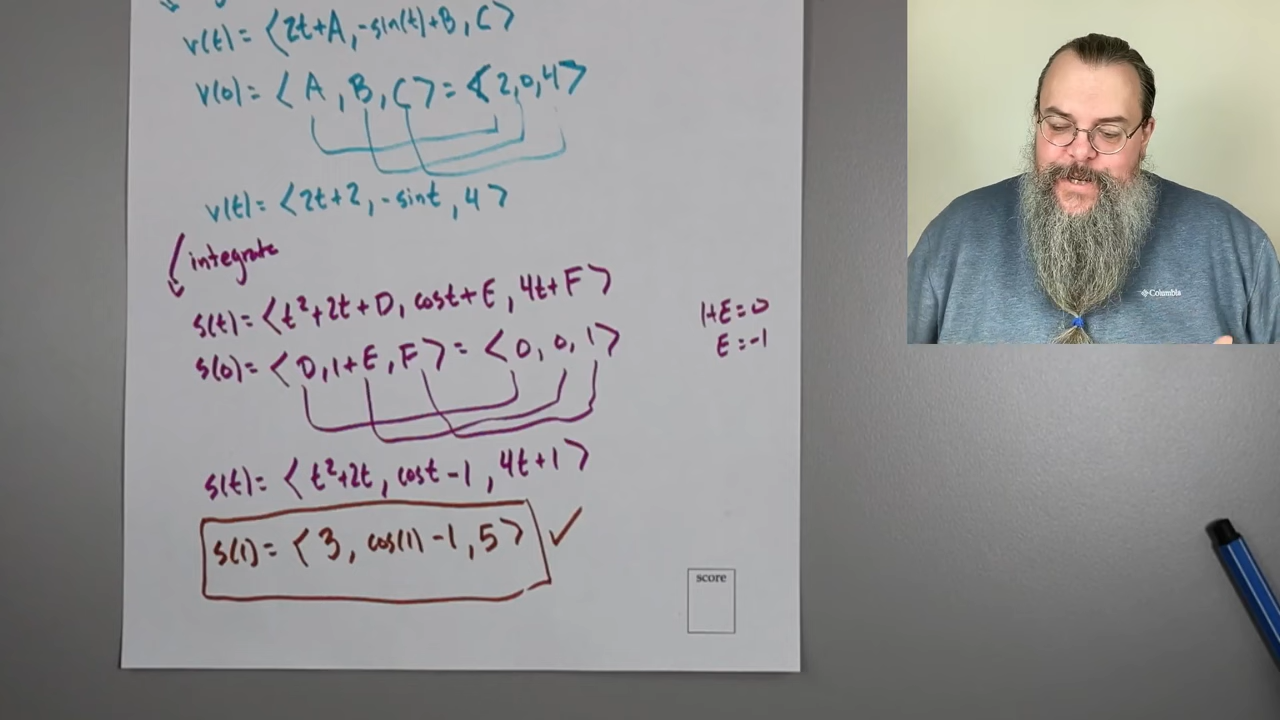 v(t) = ⟨2t+A, -sin(t)+B, C⟩
v(0) = ⟨A, B, C⟩ = ⟨2,0,4⟩
v(t) = ⟨2t+2, -sint, 4⟩
integrate
s(t) = ⟨t²+2t+D, cost+E, 4t+F⟩
1+E=0
s(0) = ⟨D, 1+E, F⟩ = ⟨0, 0, 1⟩
E=-1
s(t) = ⟨t²+2t, cost-1, 4t+1⟩
s(1) = ⟨3, cos(1)-1, 5⟩ ✓
score
Columbia